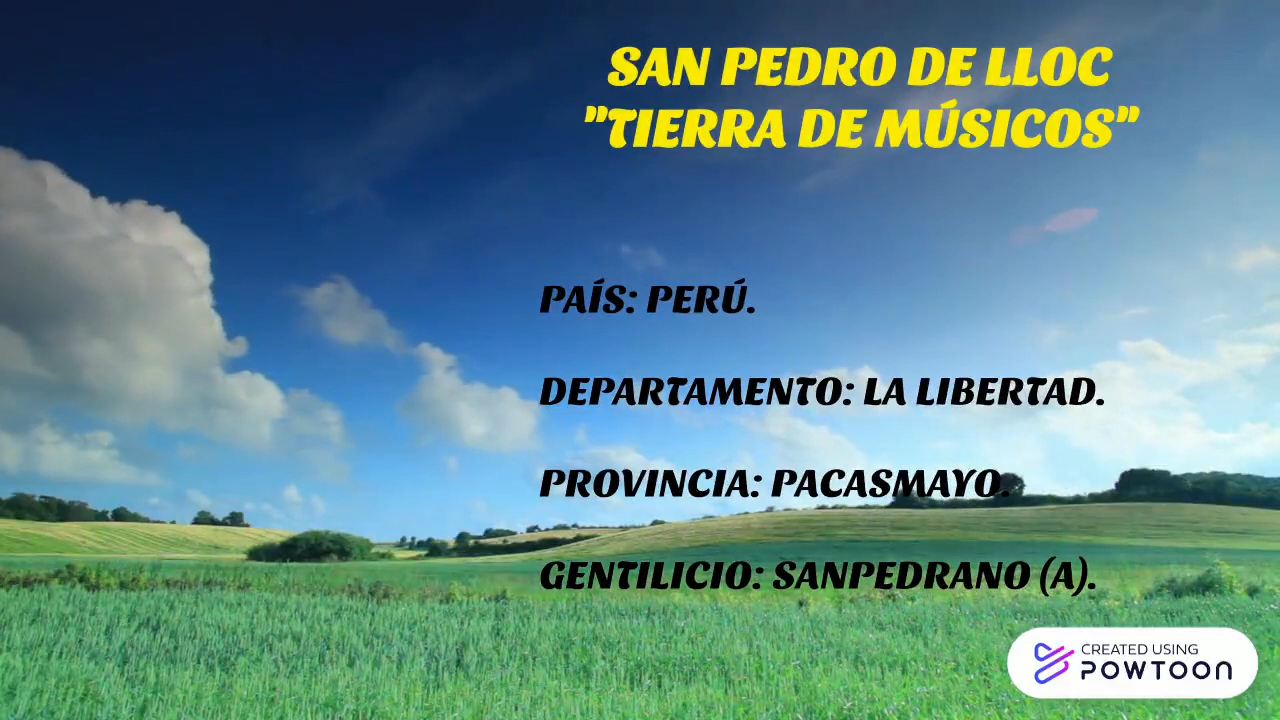 SAN PEDRO DE LLOC
"TIERRA DE MÚSICOS"
PAÍS: PERÚ.
DEPARTAMENTO: LA LIBERTAD.
PROVINCIA: PACASMAYO.
GENTILICIO: SANPEDRANO (A).
CREATED USING
POWTOON